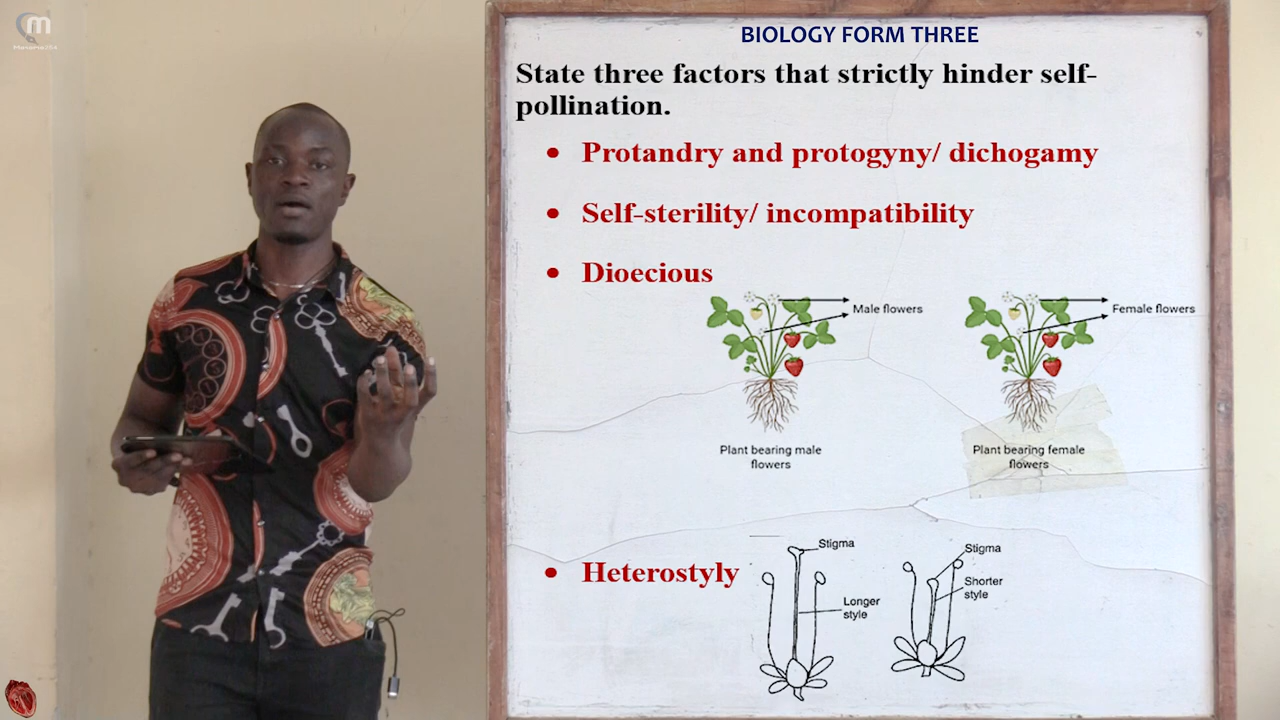 BIOLOGY FORM THREE
State three factors that strictly hinder self-
pollination.
• Protandry and protogyny/ dichogamy
• Self-sterility/ incompatibility
• Dioecious
Male flowers
Female flowers
Plant bearing male
flowers
Plant bearing female
flowers
• Heterostyly
Stigma
Longer
style
Stigma
Shorter
style